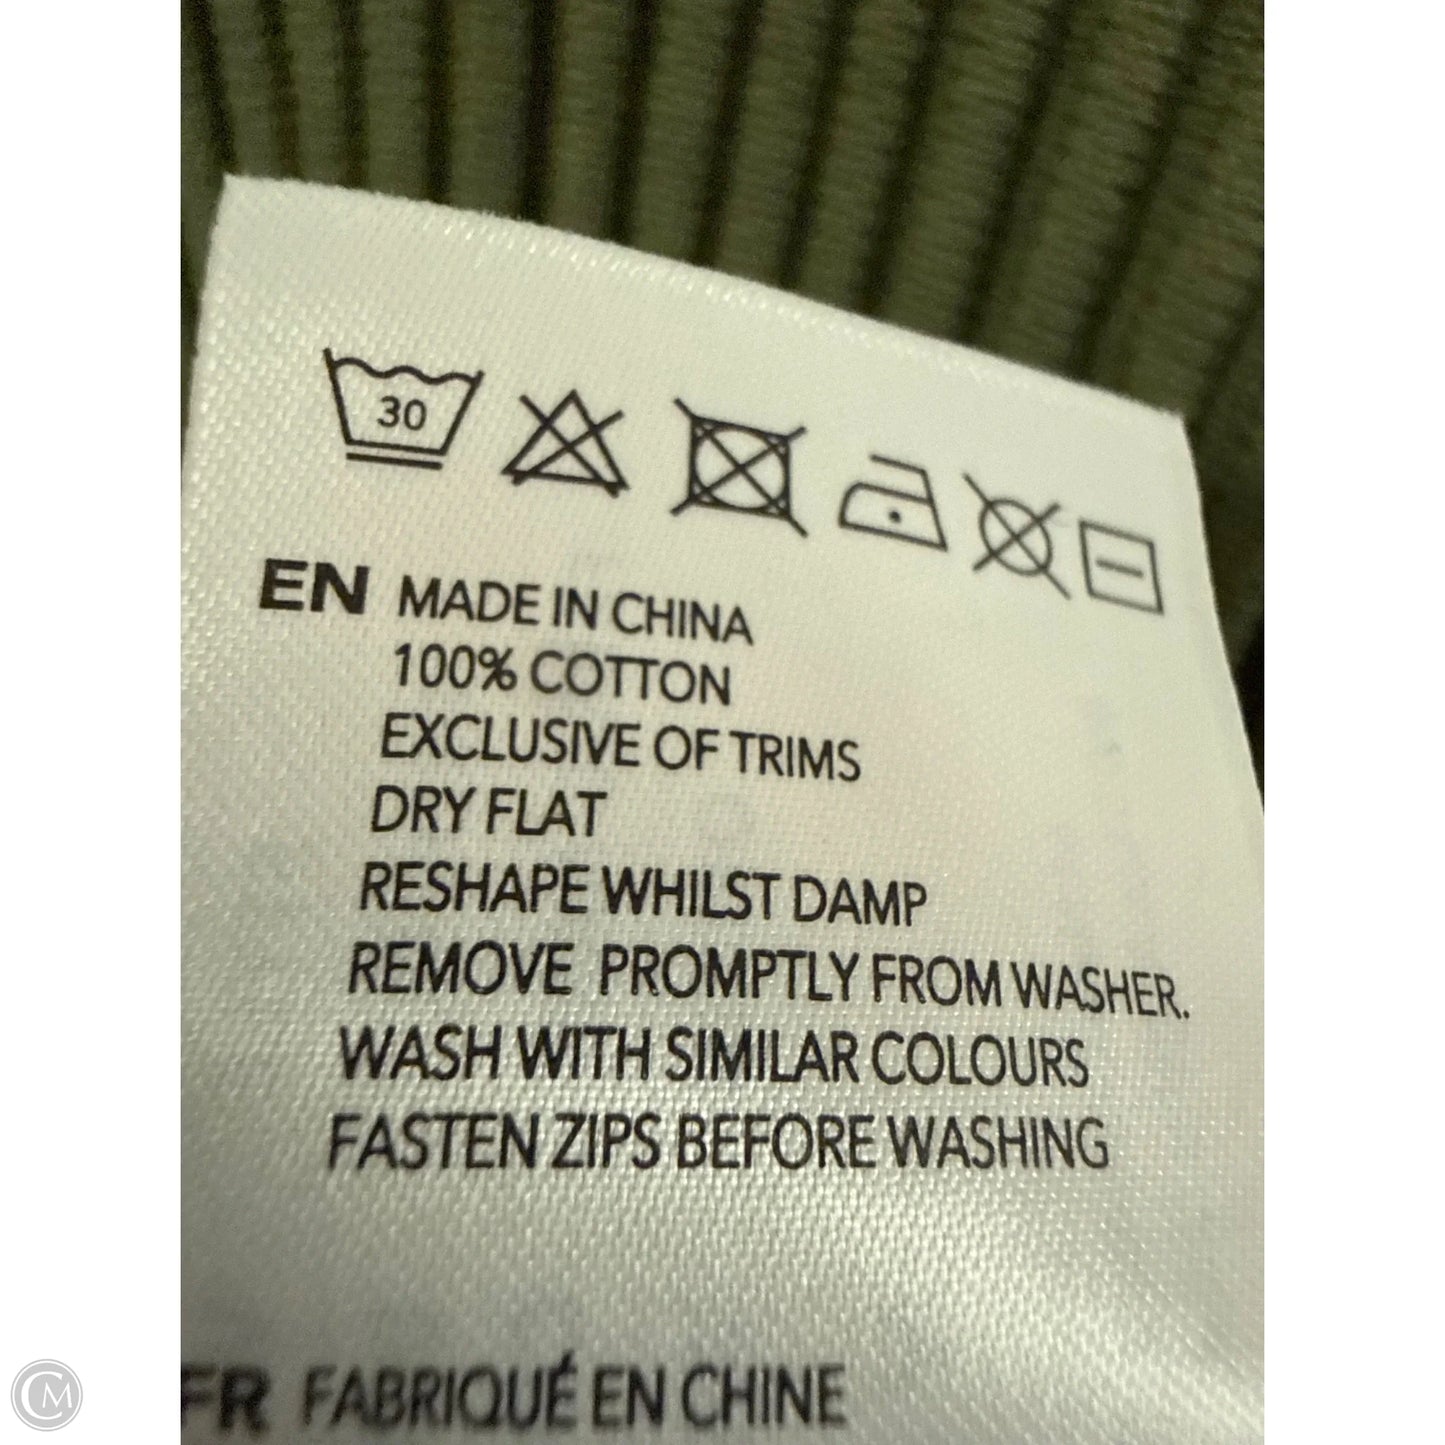 30
EN MADE IN CHINA
100% COTTON
EXCLUSIVE OF TRIMS
DRY FLAT
RESHAPE WHILST DAMP
REMOVE PROMPTLY FROM WASHER.
WASH WITH SIMILAR COLOURS
FASTEN ZIPS BEFORE WASHING
FR FABRIQUÉ EN CHINE
CM